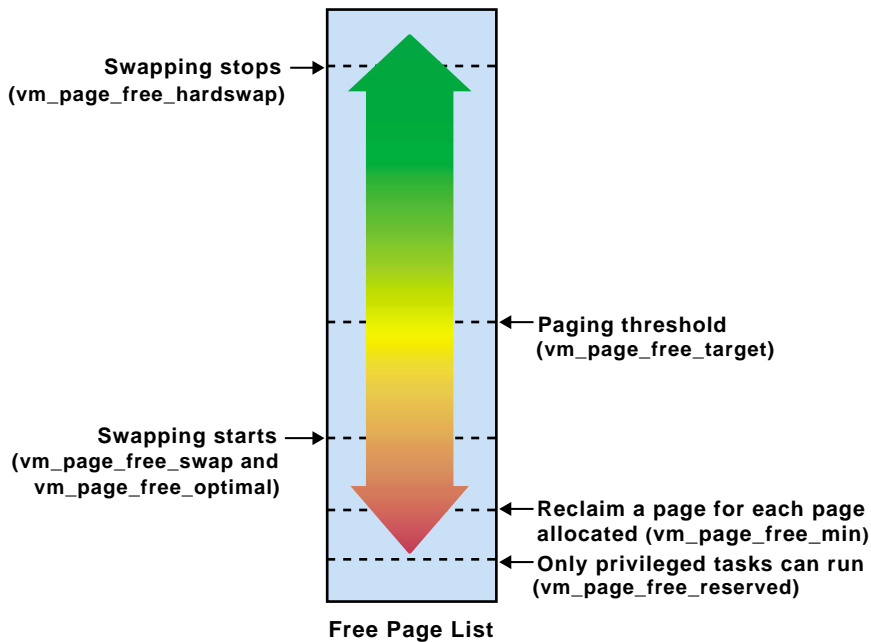 Swapping stops
(vm_page_free_hardswap)
Paging threshold
(vm_page_free_target)
Swapping starts
(vm_page_free_swap and
vm_page_free_optimal)
Reclaim a page for each page
allocated (vm_page_free_min)
Only privileged tasks can run
(vm_page_free_reserved)
Free Page List